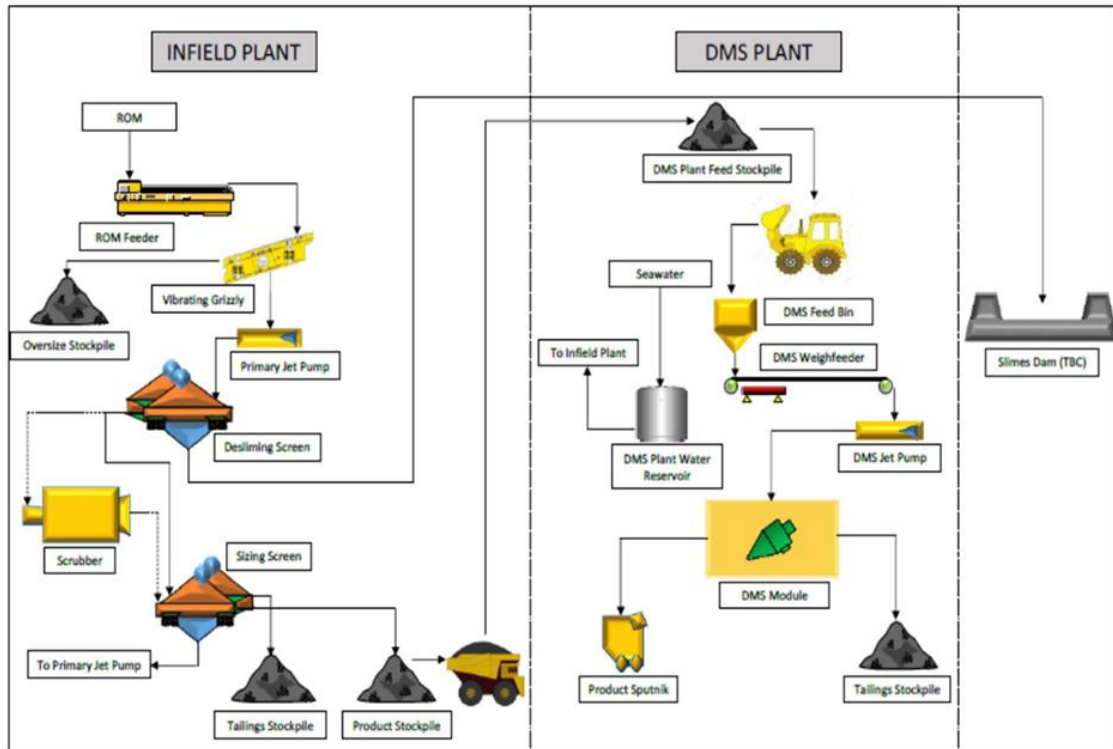 INFIELD PLANT
ROM
ROM Feeder
Vibrating Grizzly
Oversize Stockpile
Primary Jet Pump
Desliming Screen
Scrubber
Sizing Screen
To Primary Jet Pump
Tailings Stockpile
Product Stockpile
DMS PLANT
DMS Plant Feed Stockpile
Seawater
DMS Feed Bin
To Infield Plant
DMS Weighfeeder
DMS Plant Water
Reservoir
DMS Jet Pump
DMS Module
Product Sputnik
Tailings Stockpile
Slimes Dam (TBC)